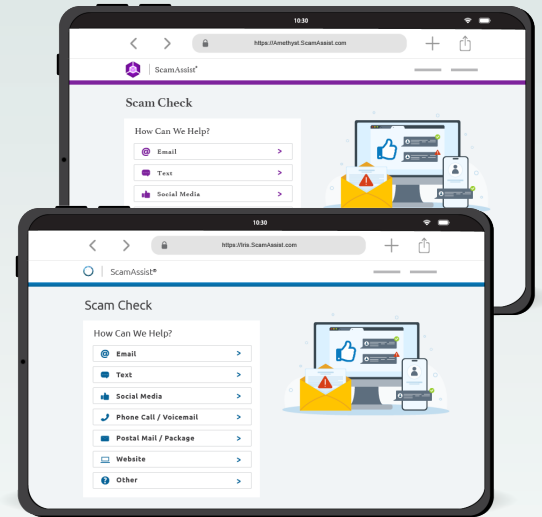 10:30
https://Amethyst.ScamAssist.com
ScamAssist®
Scam Check
How Can We Help?
@ Email >
Text >
Social Media >
10:30
https://Iris.ScamAssist.com
ScamAssist®
Scam Check
How Can We Help?
@ Email >
Text >
Social Media >
Phone Call / Voicemail >
Postal Mail / Package >
Website >
? Other >